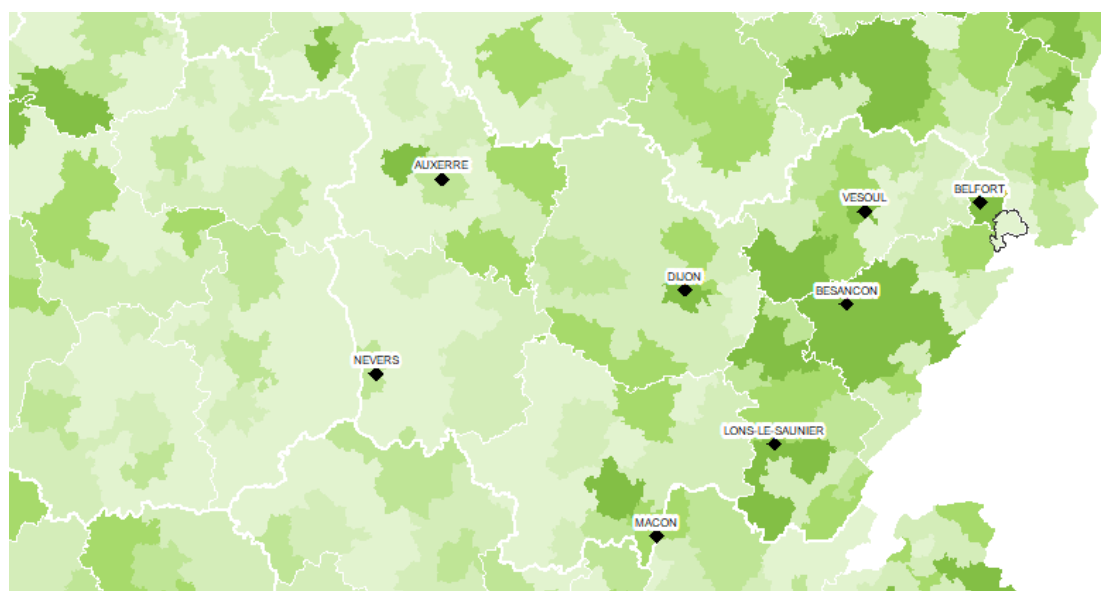 AUXERRE
BELFORT
VESOUL
DIJON
BESANCON
NEVERS
LONS-LE-SAUNIER
MACON